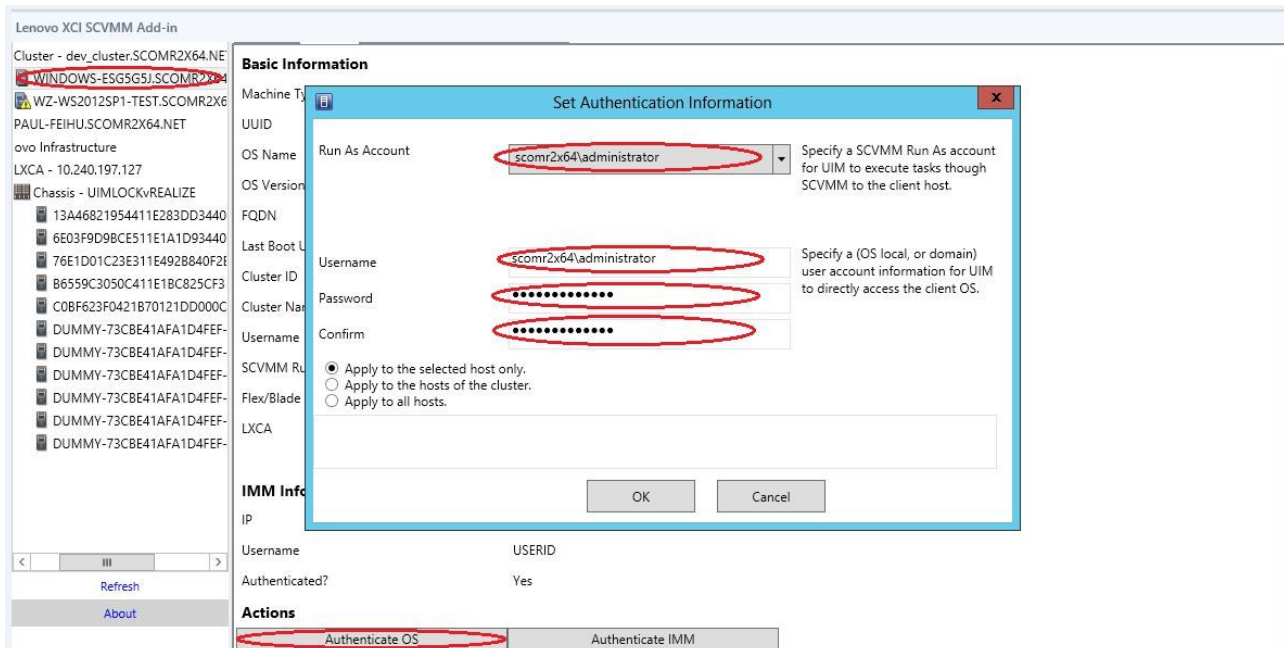 Lenovo XCI SCVMM Add-in
Cluster - dev_cluster.SCOMR2X64.NE
WINDOWS-ESG5G5J.SCOMR2X64
WZ-WS2012SP1-TEST.SCOMR2X6
PAUL-FEIHU.SCOMR2X64.NET
ovo Infrastructure
LXCA - 10.240.197.127
Chassis - UIMLOCKvREALIZE
13A46821954411E283DD3440
6E03F9D9BCE511E1A1D93440
76E1D01C23E311E492B840F2E
B6559C3050C411E1BC825CF3
C0BF623F0421B70121DD000C
DUMMY-73CBE41AFA1D4FEF-
DUMMY-73CBE41AFA1D4FEF-
DUMMY-73CBE41AFA1D4FEF-
DUMMY-73CBE41AFA1D4FEF-
DUMMY-73CBE41AFA1D4FEF-
DUMMY-73CBE41AFA1D4FEF-
Refresh
About
Basic Information
Machine Ty
UUID
OS Name
OS Version
FQDN
Last Boot U
Cluster ID
Cluster Nar
Username
SCVMM Ru
Flex/Blade
LXCA
Set Authentication Information
x
Run As Account
scomr2x64\administrator
Specify a SCVMM Run As account
for UIM to execute tasks though
SCVMM to the client host.
Username
scomr2x64\administrator
Specify a (OS local, or domain)
user account information for UIM
to directly access the client OS.
Password
•••••••••••••
Confirm
•••••••••••••
Apply to the selected host only.
Apply to the hosts of the cluster.
Apply to all hosts.
OK Cancel
IMM Info
IP
Username USERID
Authenticated? Yes
Actions
Authenticate OS Authenticate IMM